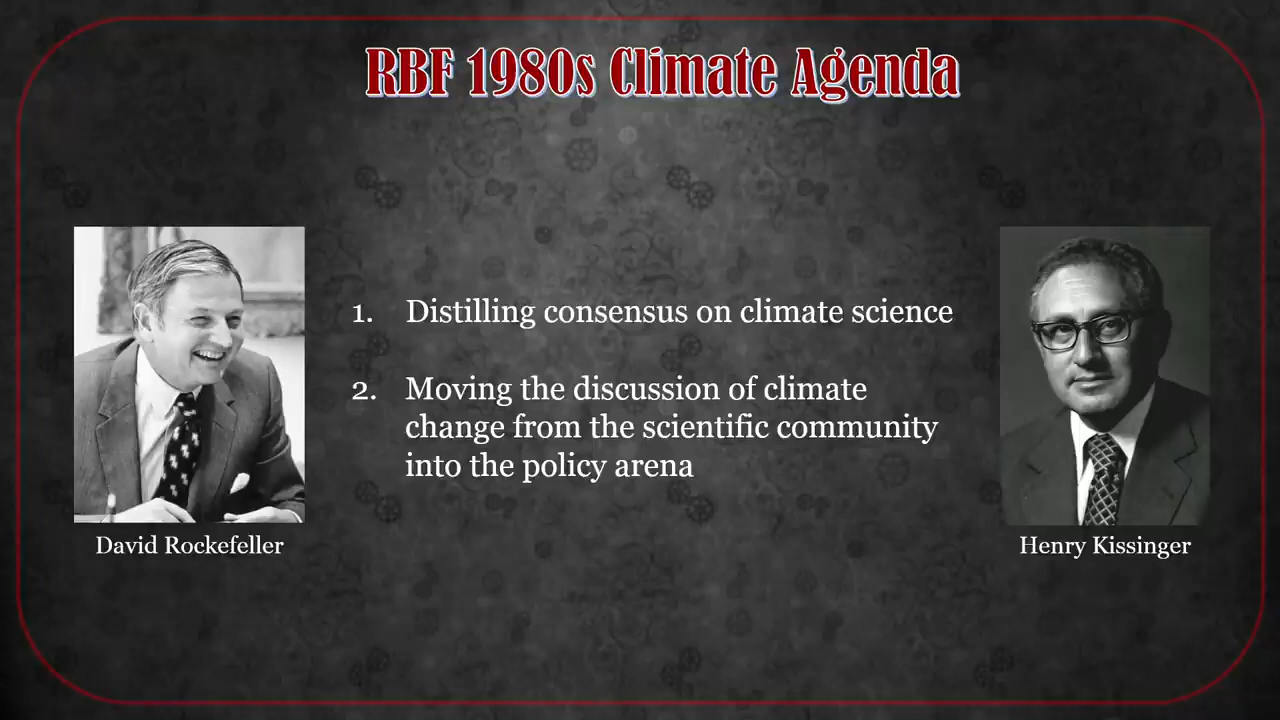 RBF 1980s Climate Agenda
1. Distilling consensus on climate science
2. Moving the discussion of climate
change from the scientific community
into the policy arena
David Rockefeller
Henry Kissinger